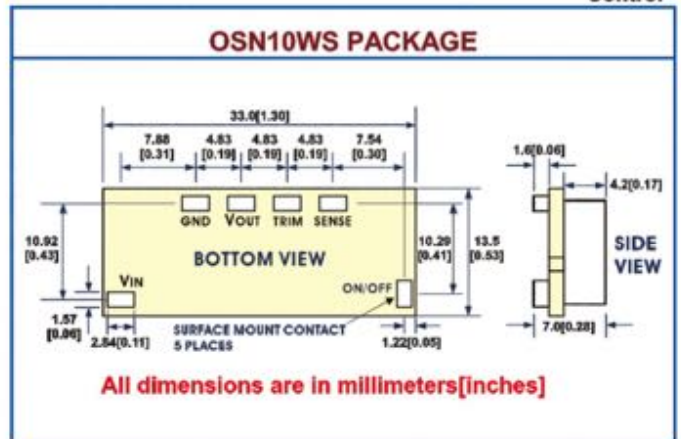 OSN10WS PACKAGE
33.0[1.30]
7.88 4.83 4.83 4.83 7.54
[0.31] [0.19] [0.19] [0.19] [0.30]
1.6[0.06]
4.2[0.17]
GND VOUT TRIM SENSE
10.92
[0.43]
BOTTOM VIEW
10.29
[0.41]
13.5
[0.53]
SIDE
VIEW
VIN
ON/OFF
1.57
[0.06]
SURFACE MOUNT CONTACT
5 PLACES
2.84[0.11]
1.22[0.05]
7.0[0.28]
All dimensions are in millimeters[inches]